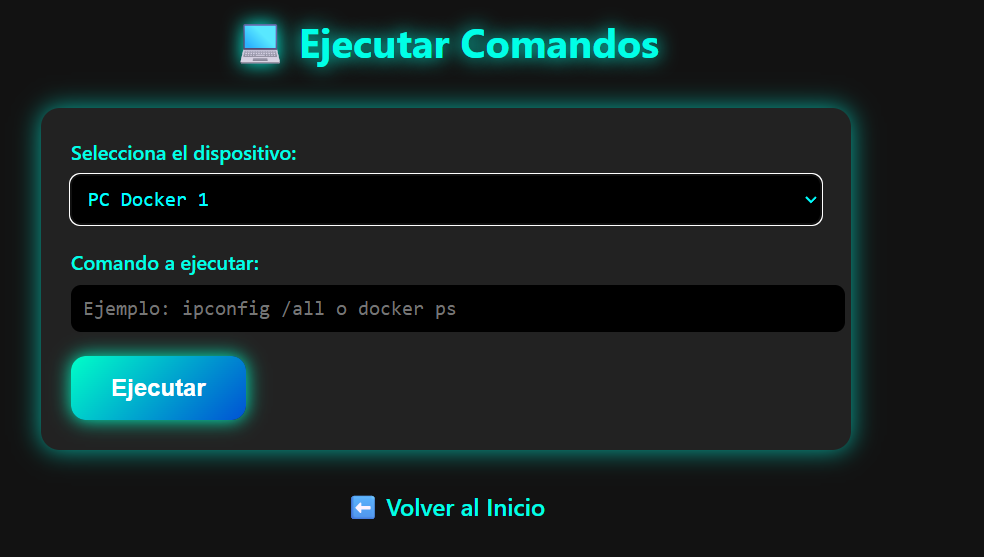 Ejecutar Comandos
Selecciona el dispositivo:
PC Docker 1
Comando a ejecutar:
Ejemplo: ipconfig /all o docker ps
Ejecutar
Volver al Inicio